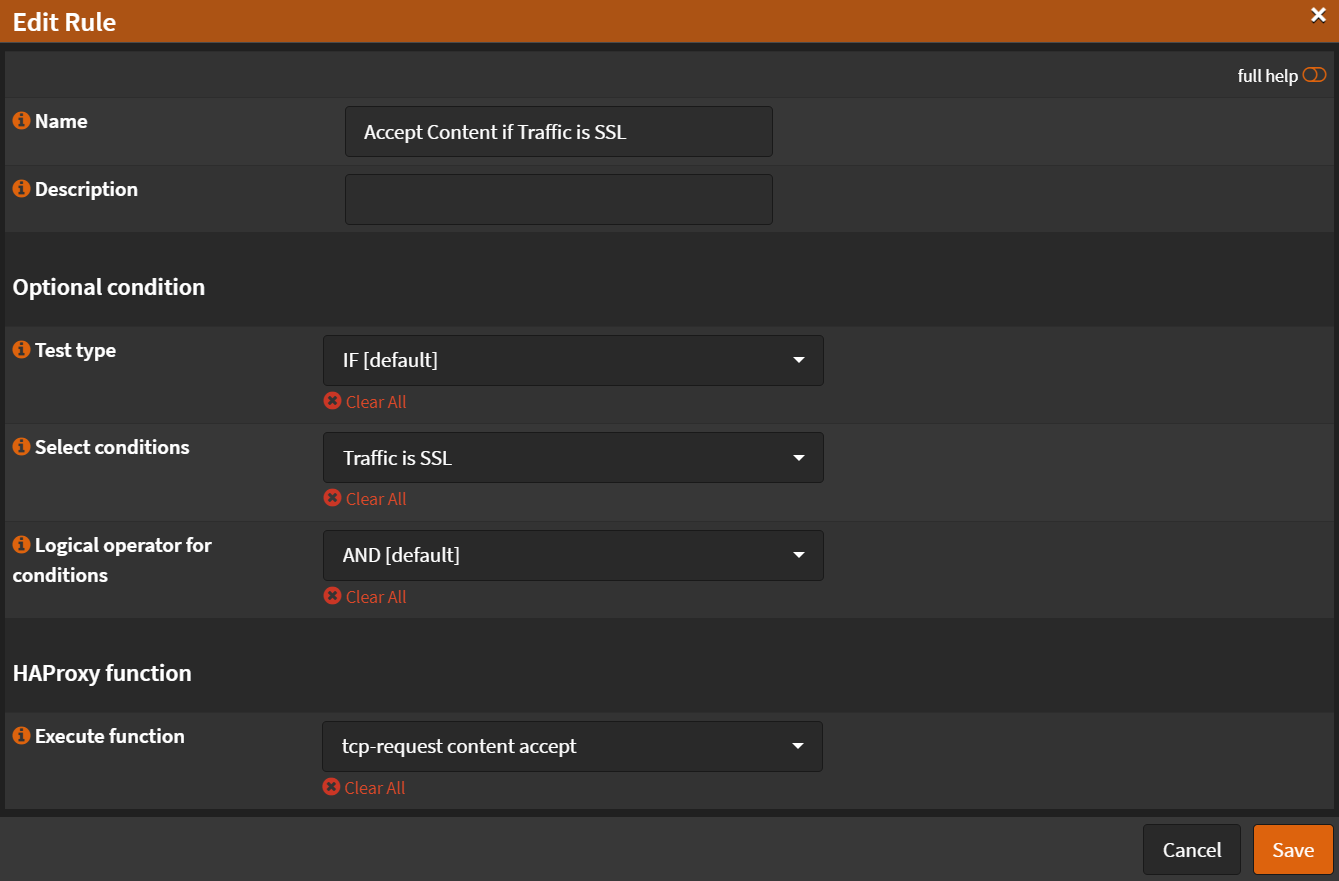 Edit Rule
full help
Name
Accept Content if Traffic is SSL
Description
Optional condition
Test type
IF [default]
Clear All
Select conditions
Traffic is SSL
Clear All
Logical operator for
conditions
AND [default]
Clear All
HAProxy function
Execute function
tcp-request content accept
Clear All
Cancel
Save